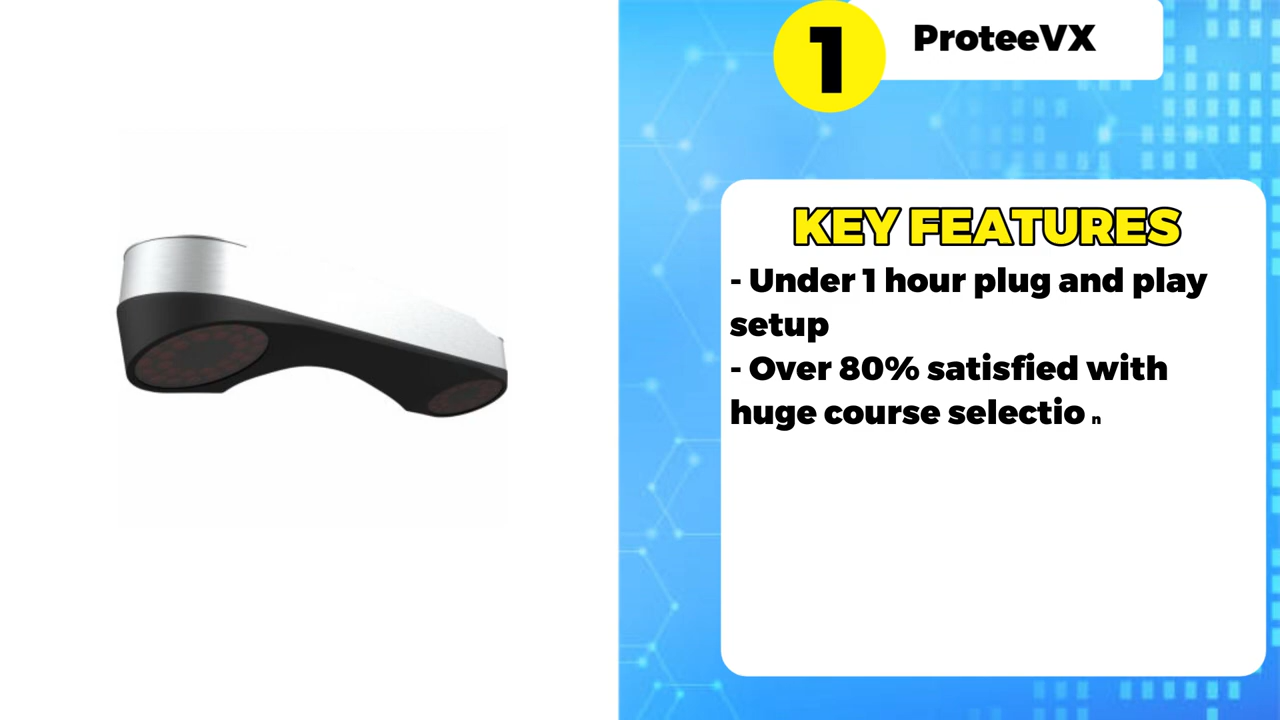 1
ProteeVX
KEY FEATURES
- Under 1 hour plug and play
setup
- Over 80% satisfied with
huge course selectio n